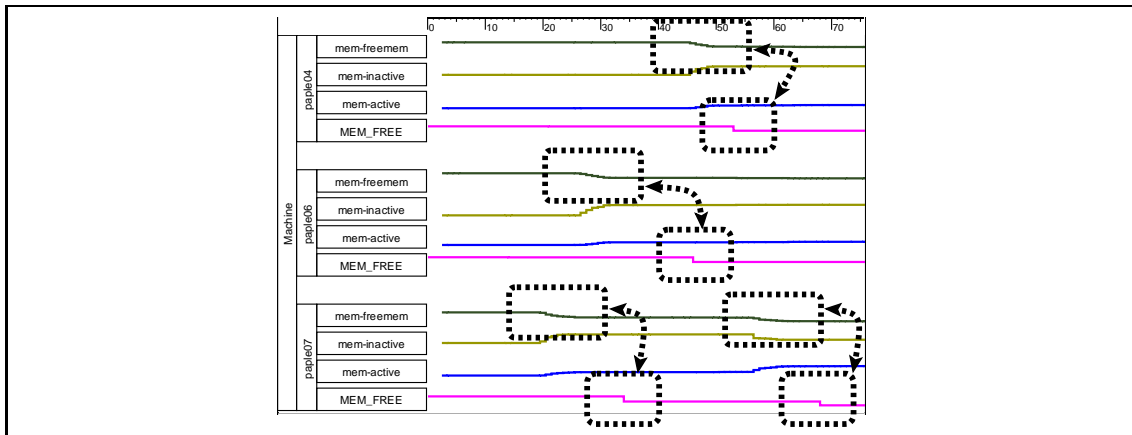 0 10 20 30 40 50 60 70
Machine
paple04
mem-freemem
mem-inactive
mem-active
MEM_FREE
paple06
mem-freemem
mem-inactive
mem-active
MEM_FREE
paple07
mem-freemem
mem-inactive
mem-active
MEM_FREE